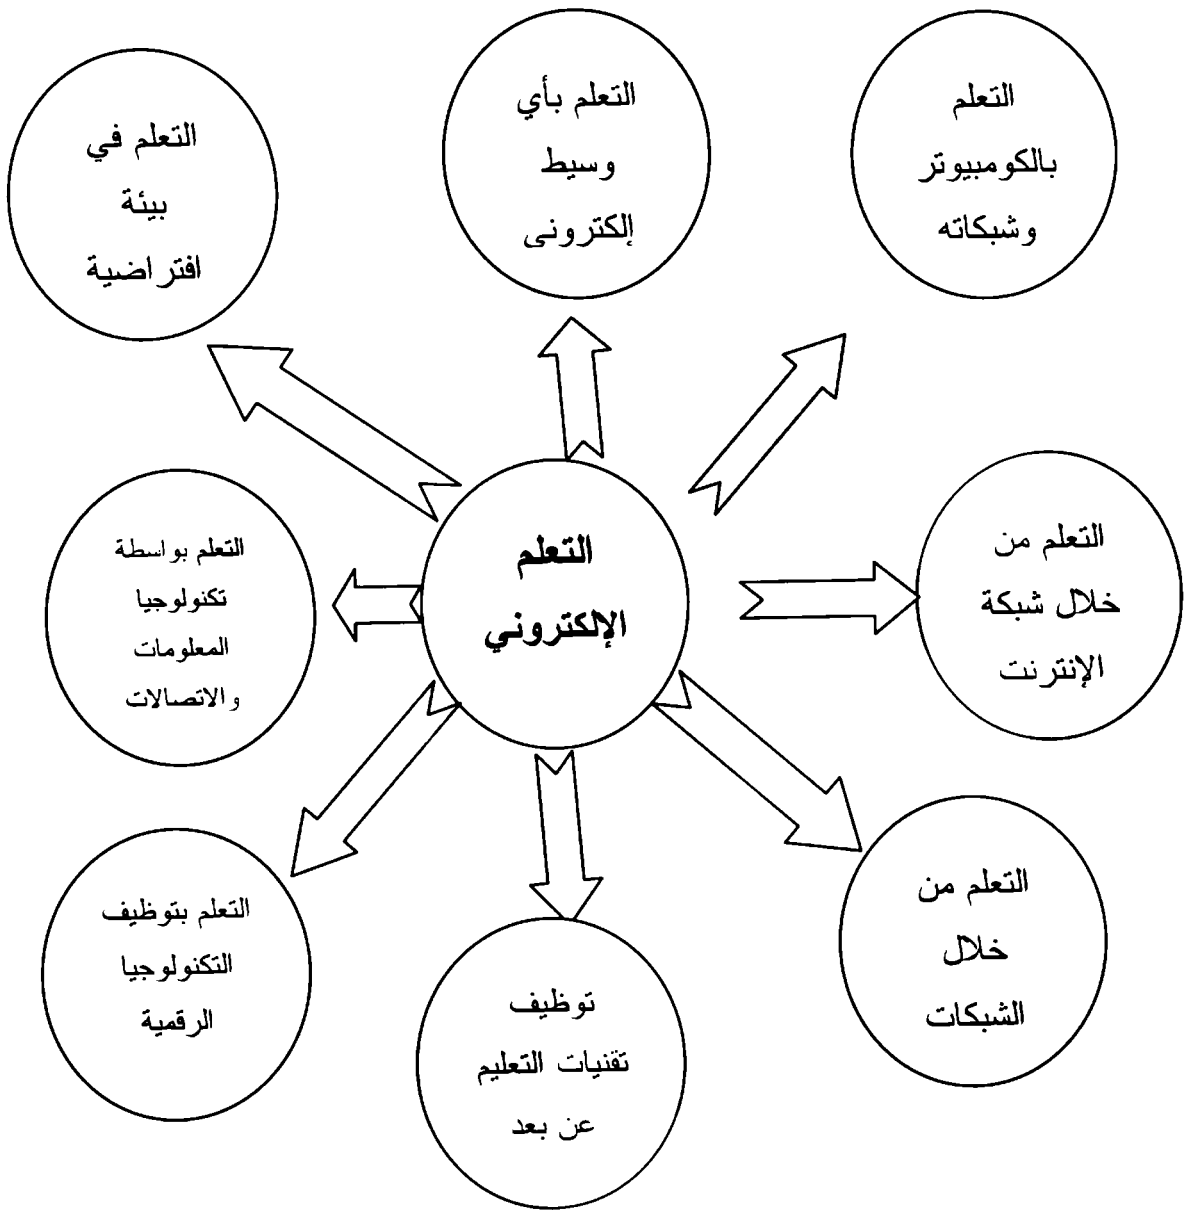 التعلم
بالكومبيوتر
وشبكاته
التعلم بأي
وسيط
إلكترونى
التعلم في
بيئة
افتراضية
التعلم
الإلكتروني
التعلم من
خلال شبكة
الإنترنت
التعلم بواسطة
تكنولوجيا
المعلومات
والاتصالات
التعلم من
خلال
الشبكات
توظيف
تقنيات التعليم
عن بعد
التعلم بتوظيف
التكنولوجيا
الرقمية